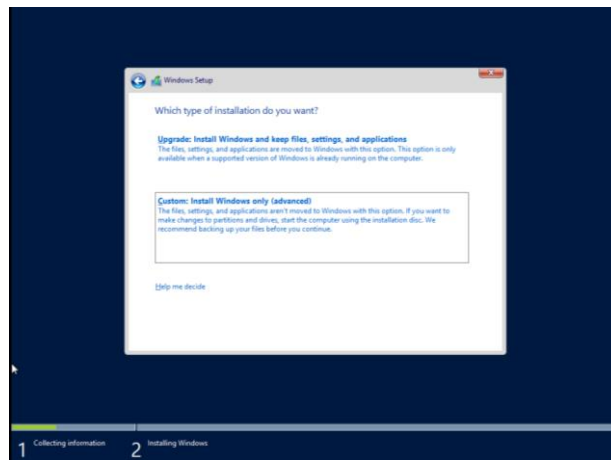 Windows Setup
Which type of installation do you want?
Upgrade: Install Windows and keep files, settings, and applications
The files, settings, and applications are moved to Windows with this option. This option is only
available when a supported version of Windows is already running on the computer.
Custom: Install Windows only (advanced)
The files, settings, and applications aren't moved to Windows with this option. If you want to
make changes to partitions and drives, start the computer using the installation disc. We
recommend backing up your files before you continue.
Help me decide
1 Collecting information 2 Installing Windows